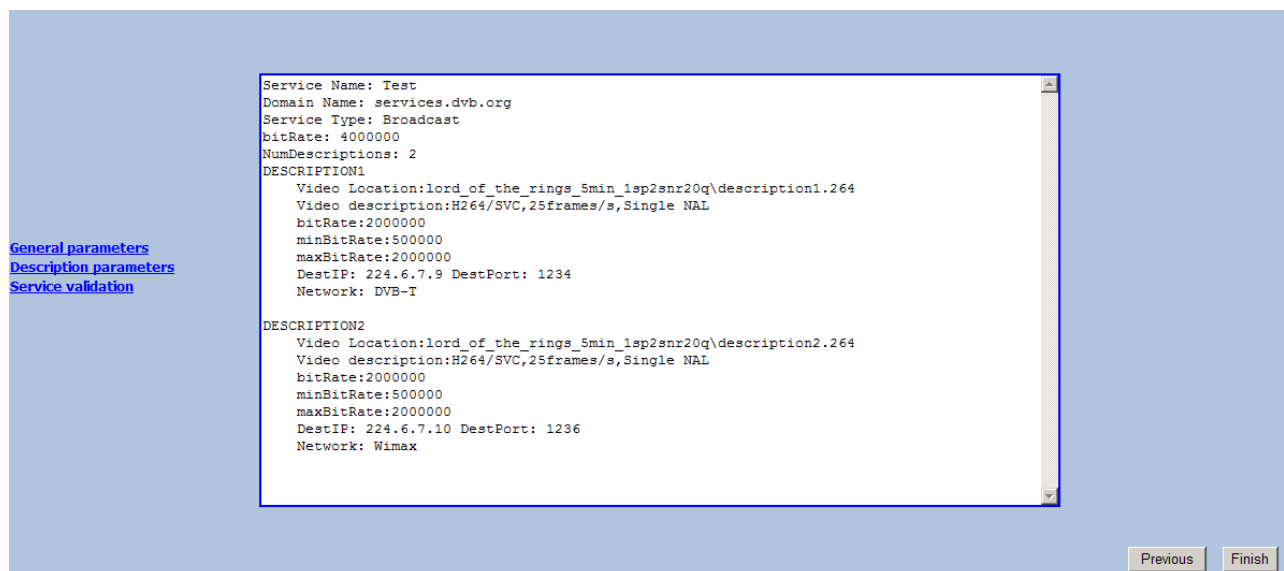 Service Name: Test
Domain Name: services.dvb.org
Service Type: Broadcast
bitRate: 4000000
NumDescriptions: 2
DESCRIPTION1
Video Location:lord_of_the_rings_5min_1sp2snr20q\description1.264
Video description:H264/SVC,25frames/s,Single NAL
bitRate:2000000
minBitRate:500000
maxBitRate:2000000
DestIP: 224.6.7.9 DestPort: 1234
Network: DVB-T
DESCRIPTION2
Video Location:lord_of_the_rings_5min_1sp2snr20q\description2.264
Video description:H264/SVC,25frames/s,Single NAL
bitRate:2000000
minBitRate:500000
maxBitRate:2000000
DestIP: 224.6.7.10 DestPort: 1236
Network: Wimax
General parameters
Description parameters
Service validation
Previous
Finish